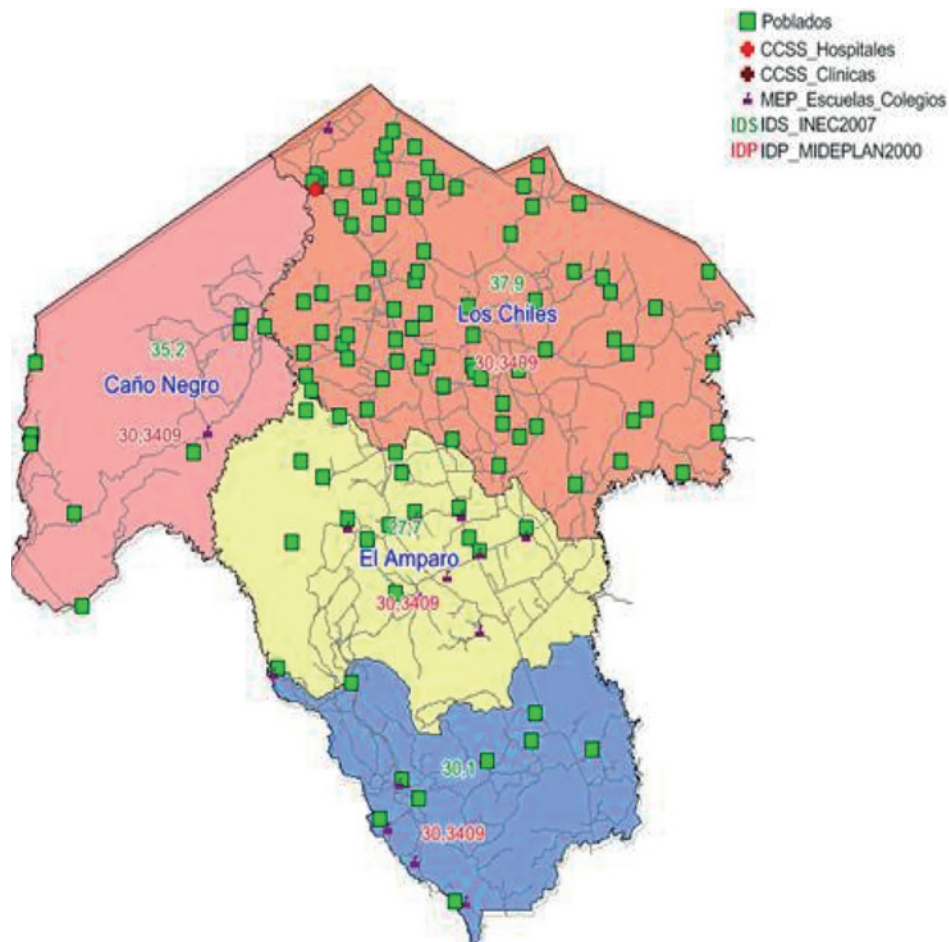 Poblados
CCSS_Hospitales
CCSS_Clinicas
MEP_Escuelas_Colegios
IDS IDS_INEC2007
IDP IDP_MIDEPLAN2000
37,9
Los Chiles
30,3409
35,2
Caño Negro
30,3409
27,7
El Amparo
30,3409
30,1
30,3409